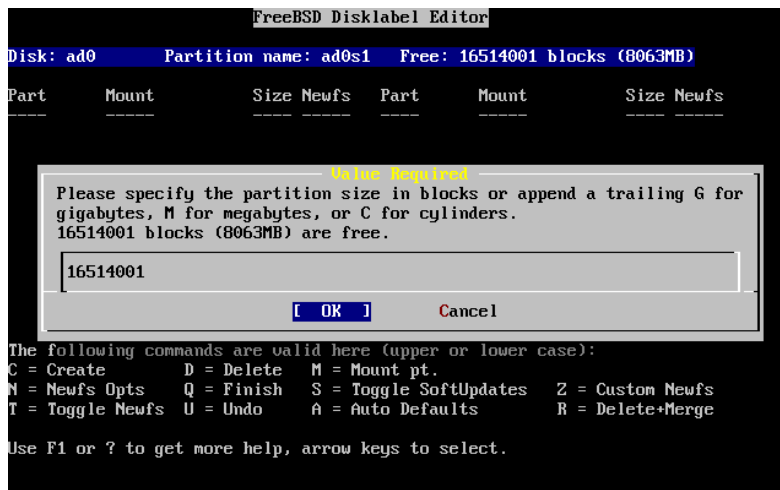 FreeBSD Disklabel Editor
Disk: ad0 Partition name: ad0s1 Free: 16514001 blocks (8063MB)
Part Mount Size Newfs Part Mount Size Newfs
---- ----- ---- ----- ---- ----- ---- -----
Value Required
Please specify the partition size in blocks or append a trailing G for
gigabytes, M for megabytes, or C for cylinders.
16514001 blocks (8063MB) are free.
16514001
[ OK ] Cancel
The following commands are valid here (upper or lower case):
C = Create D = Delete M = Mount pt.
N = Newfs Opts Q = Finish S = Toggle SoftUpdates Z = Custom Newfs
T = Toggle Newfs U = Undo A = Auto Defaults R = Delete+Merge
Use F1 or ? to get more help, arrow keys to select.